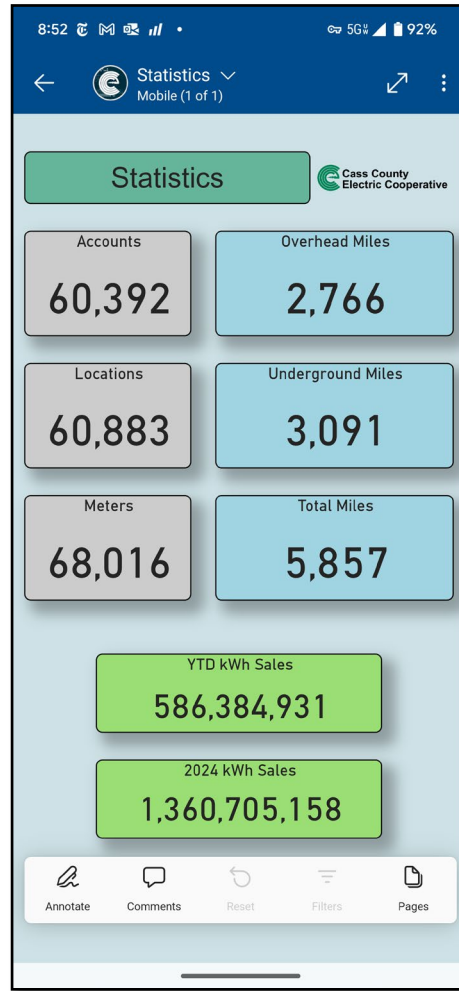 8:52
5G
92%
Statistics
Mobile (1 of 1)
Statistics
Cass County
Electric Cooperative
Accounts
60,392
Overhead Miles
2,766
Locations
60,883
Underground Miles
3,091
Meters
68,016
Total Miles
5,857
YTD kWh Sales
586,384,931
2024 kWh Sales
1,360,705,158
Annotate
Comments
Reset
Filters
Pages